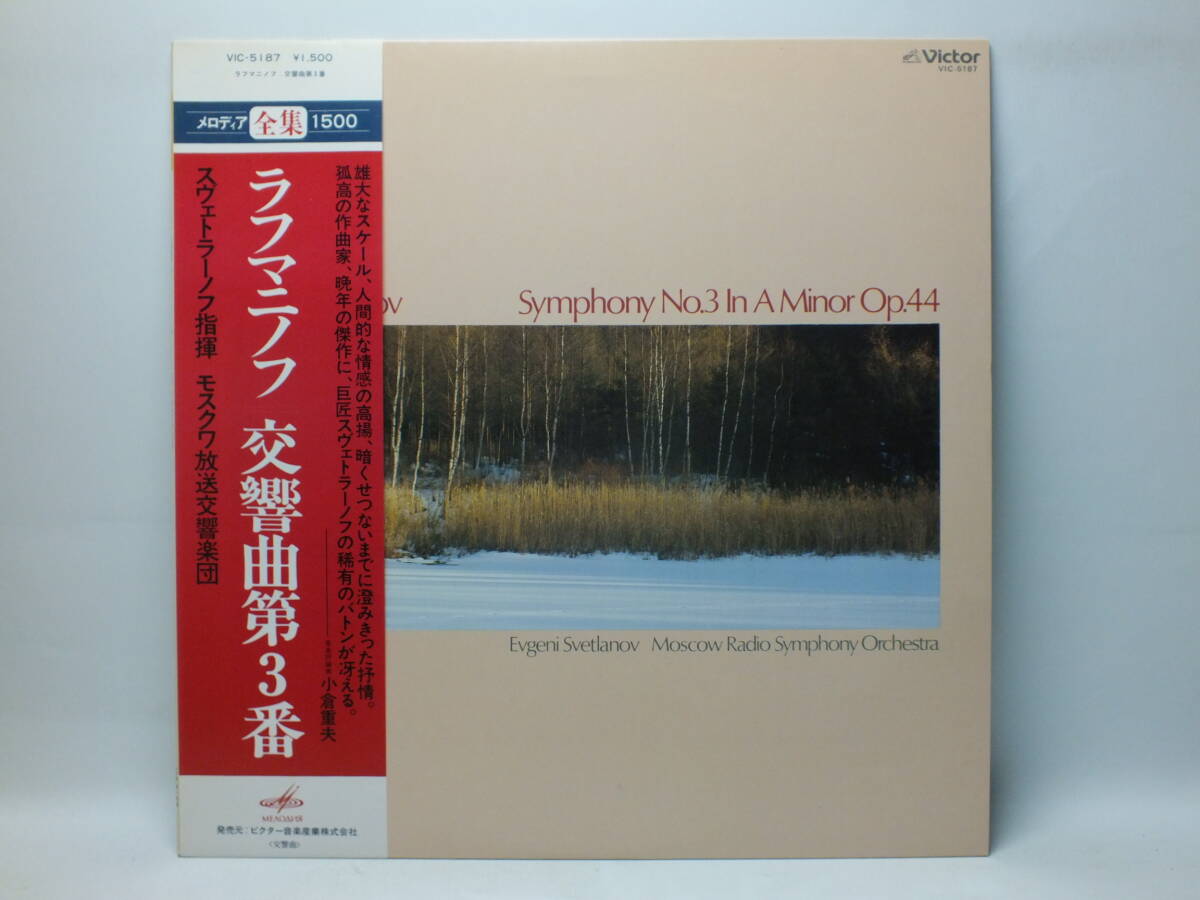 VIC-5187 ¥1,500
ラフマニノフ 交響曲第3番
メロディア 全集 1500
雄大なスケール、人間的な情感の高揚、暗くせつないまでに澄みきった抒情。
孤高の作曲家、晩年の傑作に、巨匠スヴェトラーノフの稀有のバトンが冴える。
小倉重夫
ラフマニノフ 交響曲第3番
スヴェトラーノフ指揮 モスクワ放送交響楽団
МЕЛОДИЯ
発売元:ビクター音楽産業株式会社
〈交響曲〉
Victor
VIC-5187
ov Symphony No.3 In A Minor Op.44
Evgeni Svetlanov Moscow Radio Symphony Orchestra